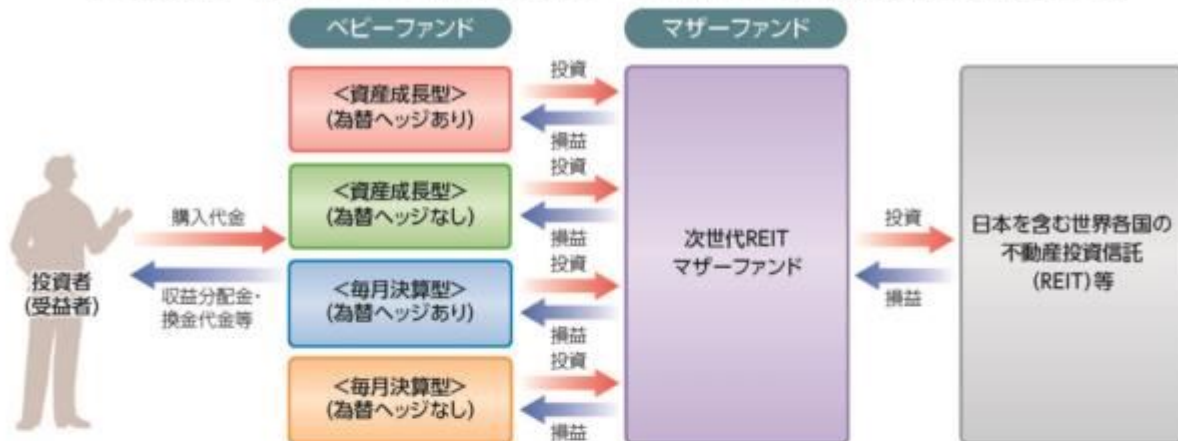 ベビーファンド
マザーファンド
<資産成長型>
(為替ヘッジあり)
投資
損益
<資産成長型>
(為替ヘッジなし)
投資
損益
<毎月決算型>
(為替ヘッジあり)
投資
損益
<毎月決算型>
(為替ヘッジなし)
投資
損益
投資者
(受益者)
購入代金
収益分配金・
換金代金等
次世代REIT
マザーファンド
投資
損益
日本を含む世界各国の
不動産投資信託
(REIT)等